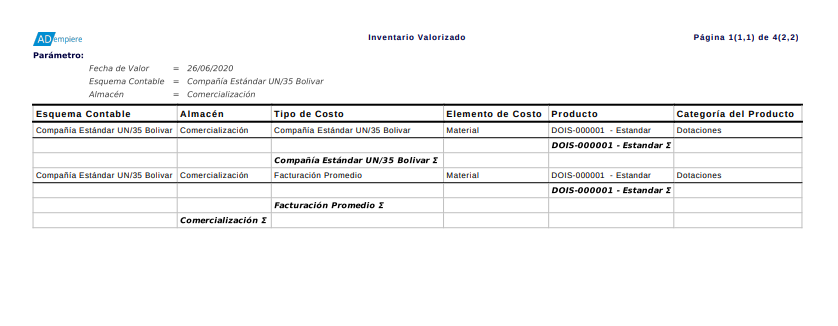 ADempiere Inventario Valorizado Página 1(1,1) de 4(2,2)
Parámetro:
Fecha de Valor = 26/06/2020
Esquema Contable = Compañía Estándar UN/35 Bolivar
Almacén = Comercialización
Esquema Contable Almacén Tipo de Costo Elemento de Costo Producto Categoría del Producto
Compañía Estándar UN/35 Bolivar Comercialización Compañía Estándar UN/35 Bolivar Material DOIS-000001 - Estandar Dotaciones
DOIS-000001 - Estandar Σ
Compañía Estándar UN/35 Bolivar Σ
Compañía Estándar UN/35 Bolivar Comercialización Facturación Promedio Material DOIS-000001 - Estandar Dotaciones
DOIS-000001 - Estandar Σ
Facturación Promedio Σ
Comercialización Σ